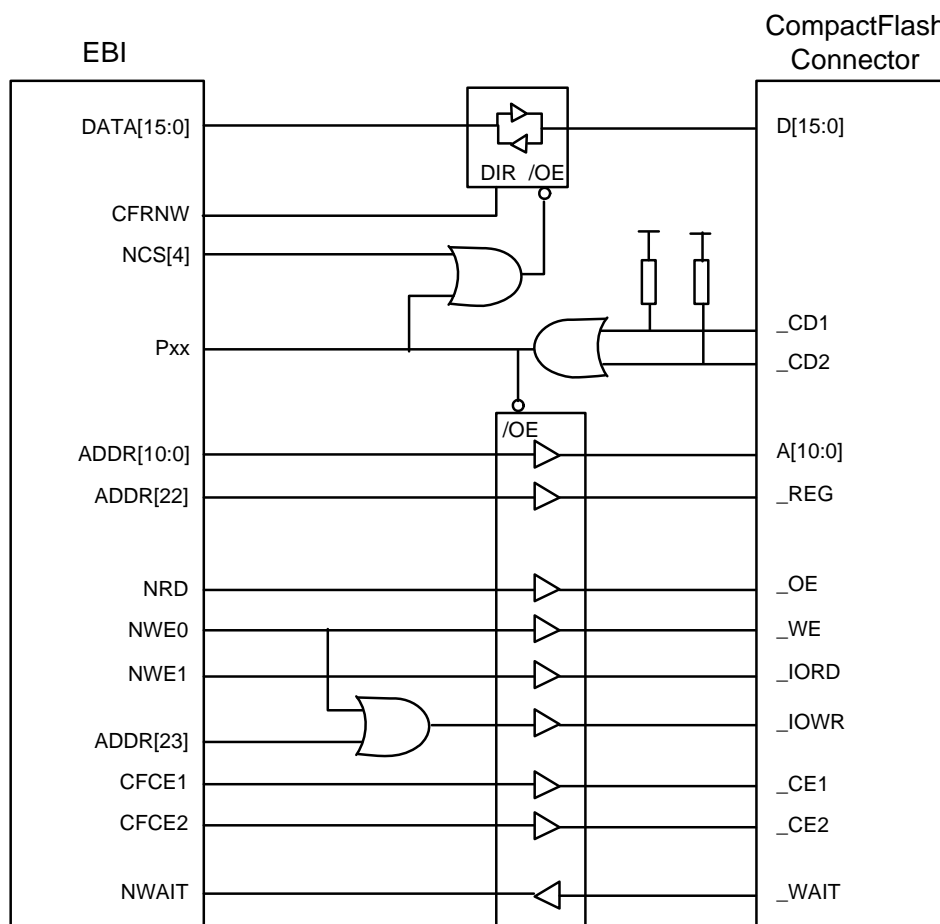 EBI
CompactFlash
Connector
DATA[15:0]
D[15:0]
DIR /OE
CFRNW
NCS[4]
_CD1
Pxx
_CD2
/OE
ADDR[10:0]
A[10:0]
ADDR[22]
_REG
NRD
_OE
NWE0
_WE
NWE1
_IORD
_IOWR
ADDR[23]
CFCE1
_CE1
CFCE2
_CE2
NWAIT
_WAIT